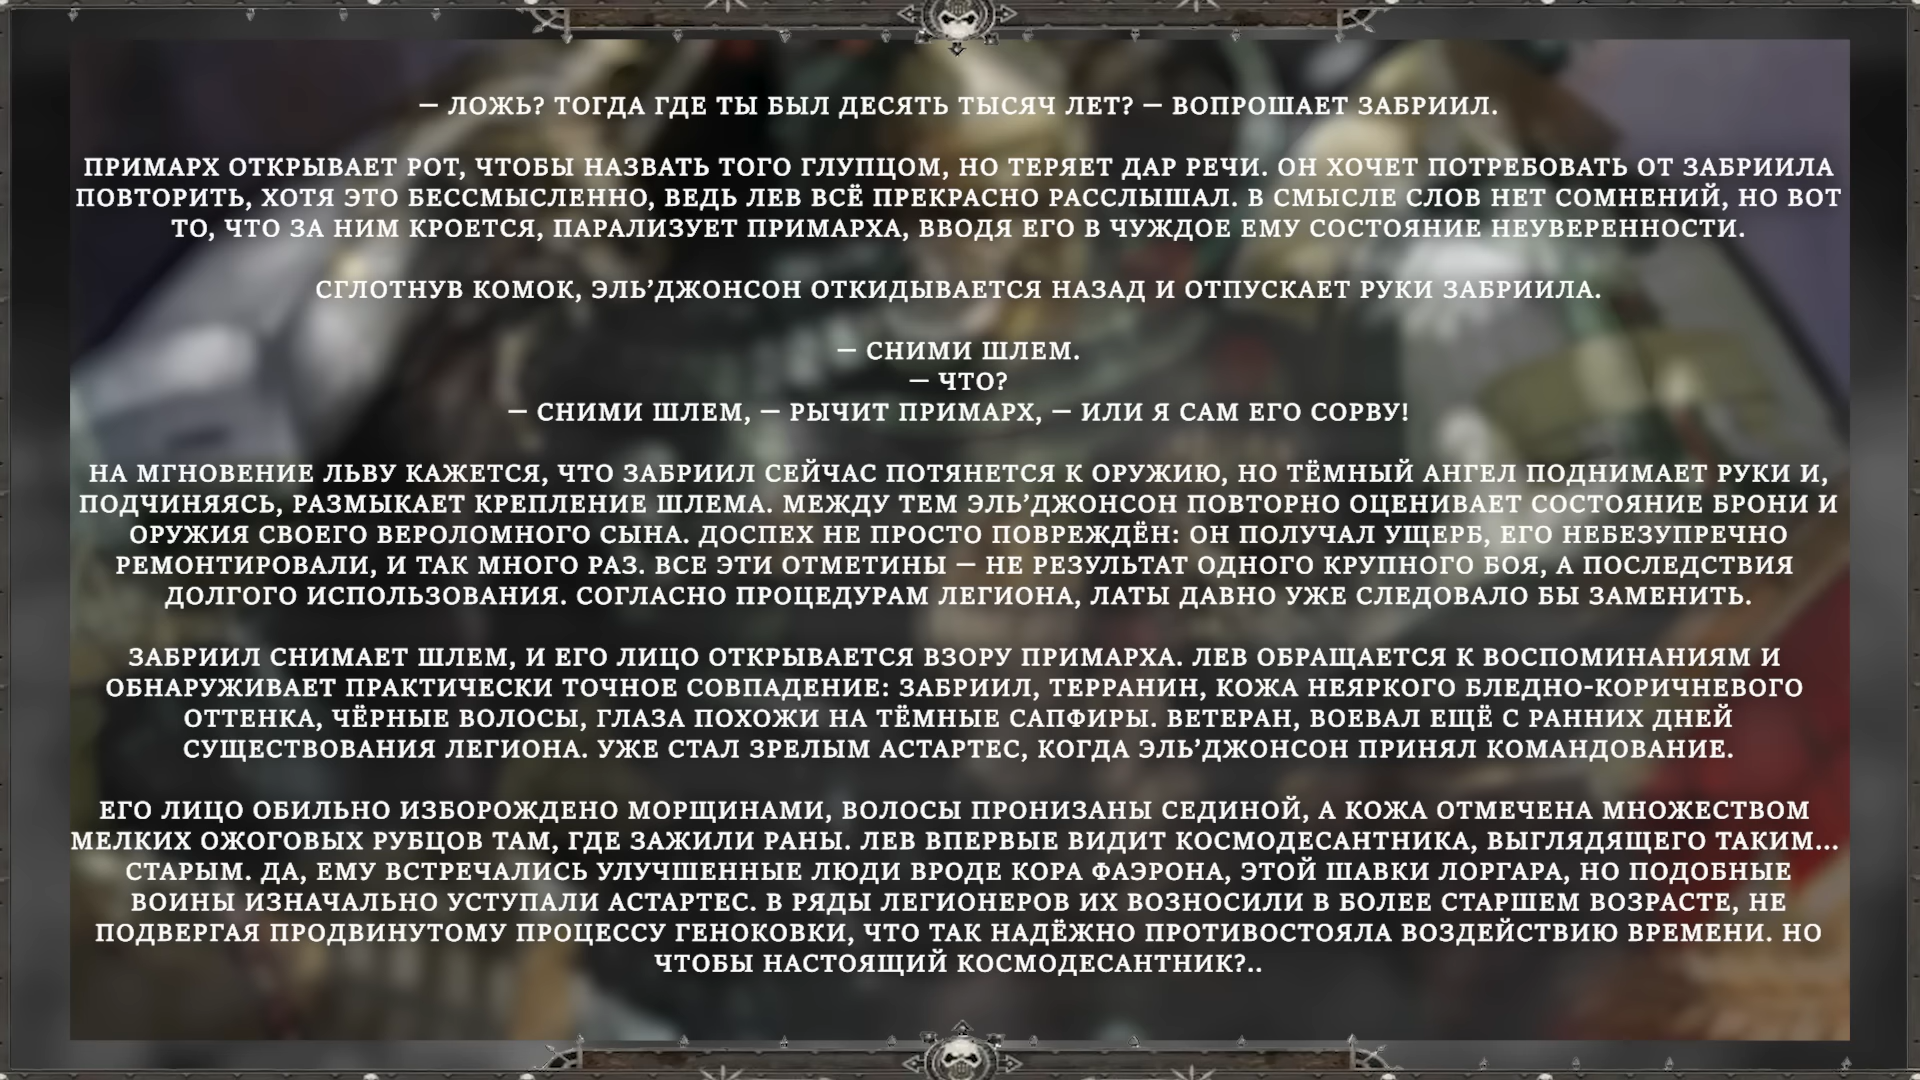 — ЛОЖЬ? ТОГДА ГДЕ ТЫ БЫЛ ДЕСЯТЬ ТЫСЯЧ ЛЕТ? — ВОПРОШАЕТ ЗАБРИИЛ.
ПРИМАРХ ОТКРЫВАЕТ РОТ, ЧТОБЫ НАЗВАТЬ ТОГО ГЛУПЦОМ, НО ТЕРЯЕТ ДАР РЕЧИ. ОН ХОЧЕТ ПОТРЕБОВАТЬ ОТ ЗАБРИИЛА
ПОВТОРИТЬ, ХОТЯ ЭТО БЕССМЫСЛЕННО, ВЕДЬ ЛЕВ ВСЁ ПРЕКРАСНО РАССЛЫШАЛ. В СМЫСЛЕ СЛОВ НЕТ СОМНЕНИЙ, НО ВОТ
ТО, ЧТО ЗА НИМ КРОЕТСЯ, ПАРАЛИЗУЕТ ПРИМАРХА, ВВОДЯ ЕГО В ЧУЖДОЕ ЕМУ СОСТОЯНИЕ НЕУВЕРЕННОСТИ.
СГЛОТНУВ КОМОК, ЭЛЬ’ДЖОНСОН ОТКИДЫВАЕТСЯ НАЗАД И ОТПУСКАЕТ РУКИ ЗАБРИИЛА.
— СНИМИ ШЛЕМ.
— ЧТО?
— СНИМИ ШЛЕМ, — РЫЧИТ ПРИМАРХ, — ИЛИ Я САМ ЕГО СОРВУ!
НА МГНОВЕНИЕ ЛЬВУ КАЖЕТСЯ, ЧТО ЗАБРИИЛ СЕЙЧАС ПОТЯНЕТСЯ К ОРУЖИЮ, НО ТЁМНЫЙ АНГЕЛ ПОДНИМАЕТ РУКИ И,
ПОДЧИНЯЯСЬ, РАЗМЫКАЕТ КРЕПЛЕНИЕ ШЛЕМА. МЕЖДУ ТЕМ ЭЛЬ’ДЖОНСОН ПОВТОРНО ОЦЕНИВАЕТ СОСТОЯНИЕ БРОНИ И
ОРУЖИЯ СВОЕГО ВЕРОЛОМНОГО СЫНА. ДОСПЕХ НЕ ПРОСТО ПОВРЕЖДЁН: ОН ПОЛУЧАЛ УЩЕРБ, ЕГО НЕБЕЗУПРЕЧНО
РЕМОНТИРОВАЛИ, И ТАК МНОГО РАЗ. ВСЕ ЭТИ ОТМЕТИНЫ — НЕ РЕЗУЛЬТАТ ОДНОГО КРУПНОГО БОЯ, А ПОСЛЕДСТВИЯ
ДОЛГОГО ИСПОЛЬЗОВАНИЯ. СОГЛАСНО ПРОЦЕДУРАМ ЛЕГИОНА, ЛАТЫ ДАВНО УЖЕ СЛЕДОВАЛО БЫ ЗАМЕНИТЬ.
ЗАБРИИЛ СНИМАЕТ ШЛЕМ, И ЕГО ЛИЦО ОТКРЫВАЕТСЯ ВЗОРУ ПРИМАРХА. ЛЕВ ОБРАЩАЕТСЯ К ВОСПОМИНАНИЯМ И
ОБНАРУЖИВАЕТ ПРАКТИЧЕСКИ ТОЧНОЕ СОВПАДЕНИЕ: ЗАБРИИЛ, ТЕРРАНИН, КОЖА НЕЯРКОГО БЛЕДНО-КОРИЧНЕВОГО
ОТТЕНКА, ЧЁРНЫЕ ВОЛОСЫ, ГЛАЗА ПОХОЖИ НА ТЁМНЫЕ САПФИРЫ. ВЕТЕРАН, ВОЕВАЛ ЕЩЁ С РАННИХ ДНЕЙ
СУЩЕСТВОВАНИЯ ЛЕГИОНА. УЖЕ СТАЛ ЗРЕЛЫМ АСТАРТЕС, КОГДА ЭЛЬ’ДЖОНСОН ПРИНЯЛ КОМАНДОВАНИЕ.
ЕГО ЛИЦО ОБИЛЬНО ИЗБОРОЖДЕНО МОРЩИНАМИ, ВОЛОСЫ ПРОНИЗАНЫ СЕДИНОЙ, А КОЖА ОТМЕЧЕНА МНОЖЕСТВОМ
МЕЛКИХ ОЖОГОВЫХ РУБЦОВ ТАМ, ГДЕ ЗАЖИЛИ РАНЫ. ЛЕВ ВПЕРВЫЕ ВИДИТ КОСМОДЕСАНТНИКА, ВЫГЛЯДЯЩЕГО ТАКИМ...
СТАРЫМ. ДА, ЕМУ ВСТРЕЧАЛИСЬ УЛУЧШЕННЫЕ ЛЮДИ ВРОДЕ КОРА ФАЭРОНА, ЭТОЙ ШАВКИ ЛОРГАРА, НО ПОДОБНЫЕ
ВОИНЫ ИЗНАЧАЛЬНО УСТУПАЛИ АСТАРТЕС. В РЯДЫ ЛЕГИОНЕРОВ ИХ ВОЗНОСИЛИ В БОЛЕЕ СТАРШЕМ ВОЗРАСТЕ, НЕ
ПОДВЕРГАЯ ПРОДВИНУТОМУ ПРОЦЕССУ ГЕНОКОВКИ, ЧТО ТАК НАДЁЖНО ПРОТИВОСТОЯЛА ВОЗДЕЙСТВИЮ ВРЕМЕНИ. НО
ЧТОБЫ НАСТОЯЩИЙ КОСМОДЕСАНТНИК?..